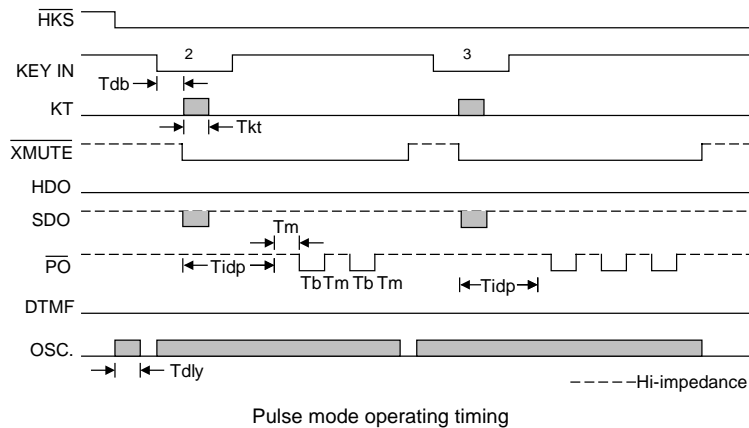 HKS
2 3
KEY IN
Tdb
KT
Tkt
XMUTE
HDO
SDO
Tm
PO
Tidp Tb Tm Tb Tm Tidp
DTMF
OSC.
Tdly
Hi-impedance
Pulse mode operating timing